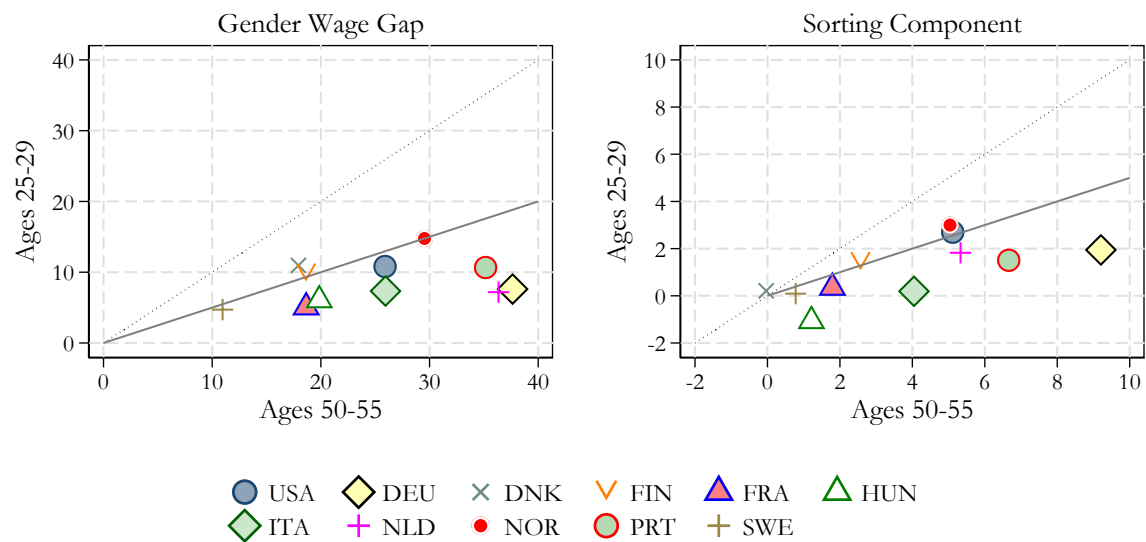 Gender Wage Gap
Sorting Component
Ages 25-29
40
30
20
10
0
0 10 20 30 40
Ages 50-55
Ages 25-29
10
8
6
4
2
0
-2
-2 0 2 4 6 8 10
Ages 50-55
USA DEU DNK FIN FRA HUN
ITA NLD NOR PRT SWE